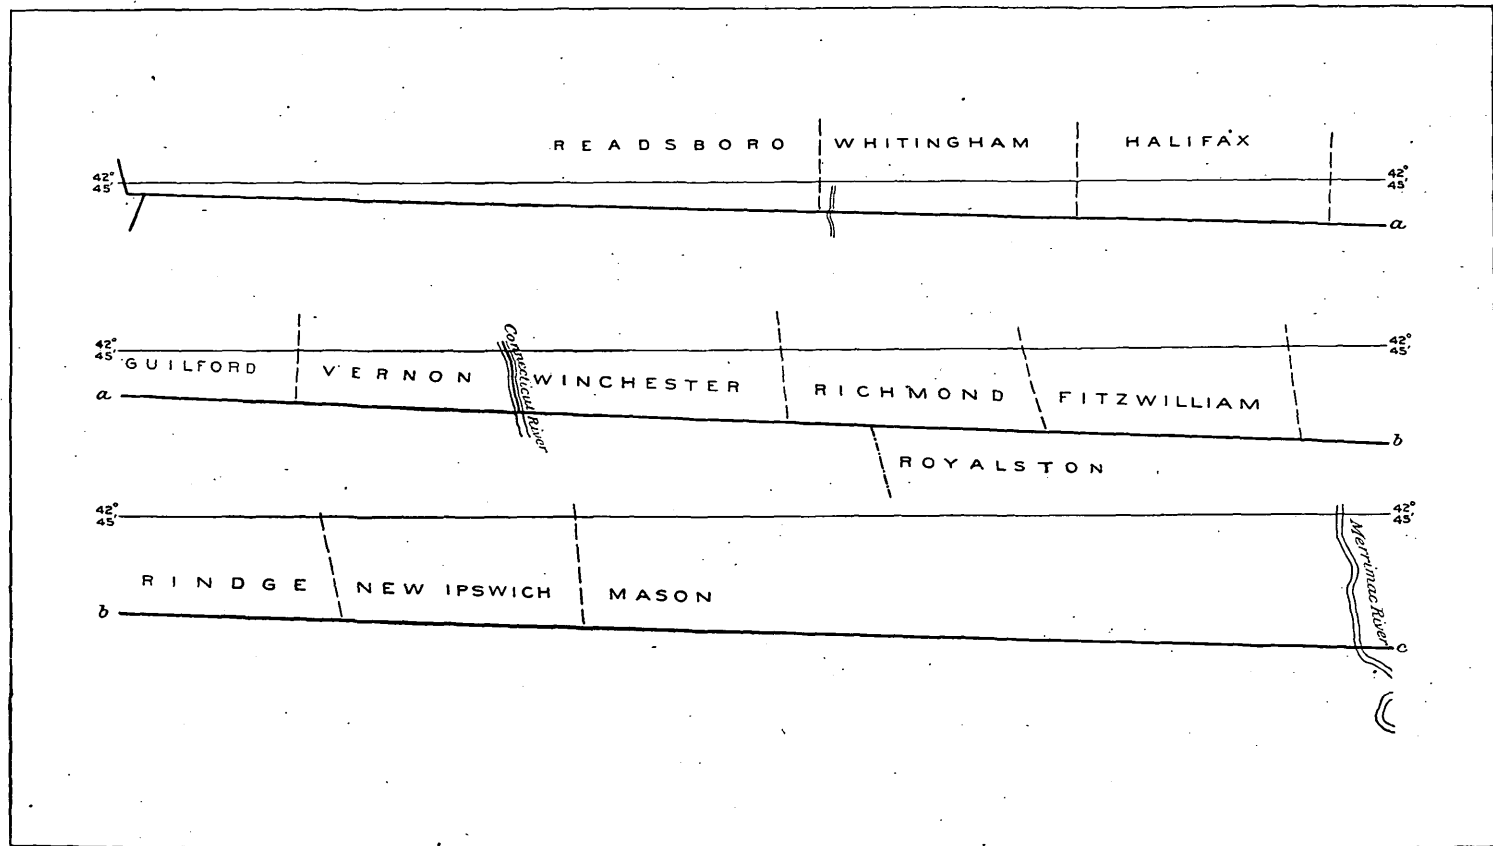 READSBORO WHITINGHAM HALIFAX
42° 45' 42° 45'
a
42° 45' Connecticut River 42° 45'
GUILFORD VERNON WINCHESTER RICHMOND FITZWILLIAM
a b
ROYALSTON
42° 45' 42° 45'
Merrimac River
RINDGE NEW IPSWICH MASON
b c